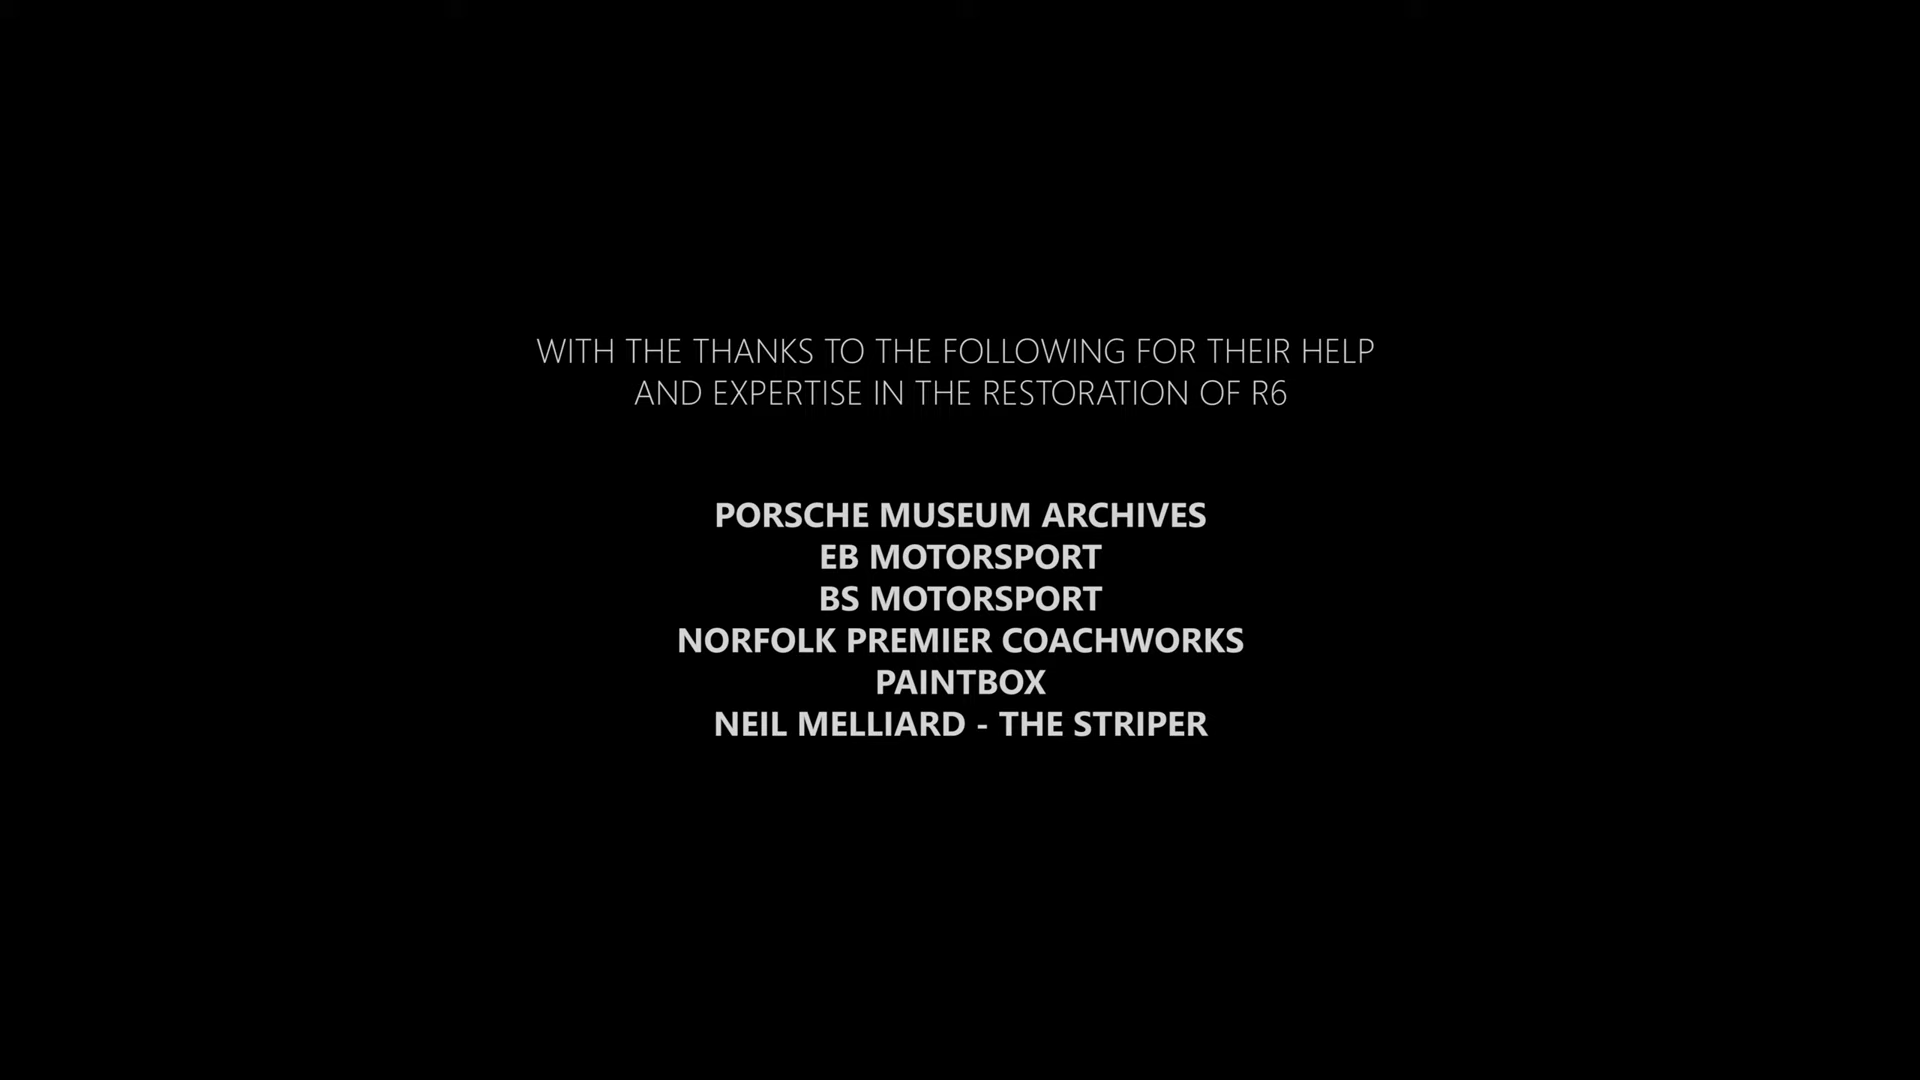 WITH THE THANKS TO THE FOLLOWING FOR THEIR HELP
AND EXPERTISE IN THE RESTORATION OF R6
PORSCHE MUSEUM ARCHIVES
EB MOTORSPORT
BS MOTORSPORT
NORFOLK PREMIER COACHWORKS
PAINTBOX
NEIL MELLIARD - THE STRIPER